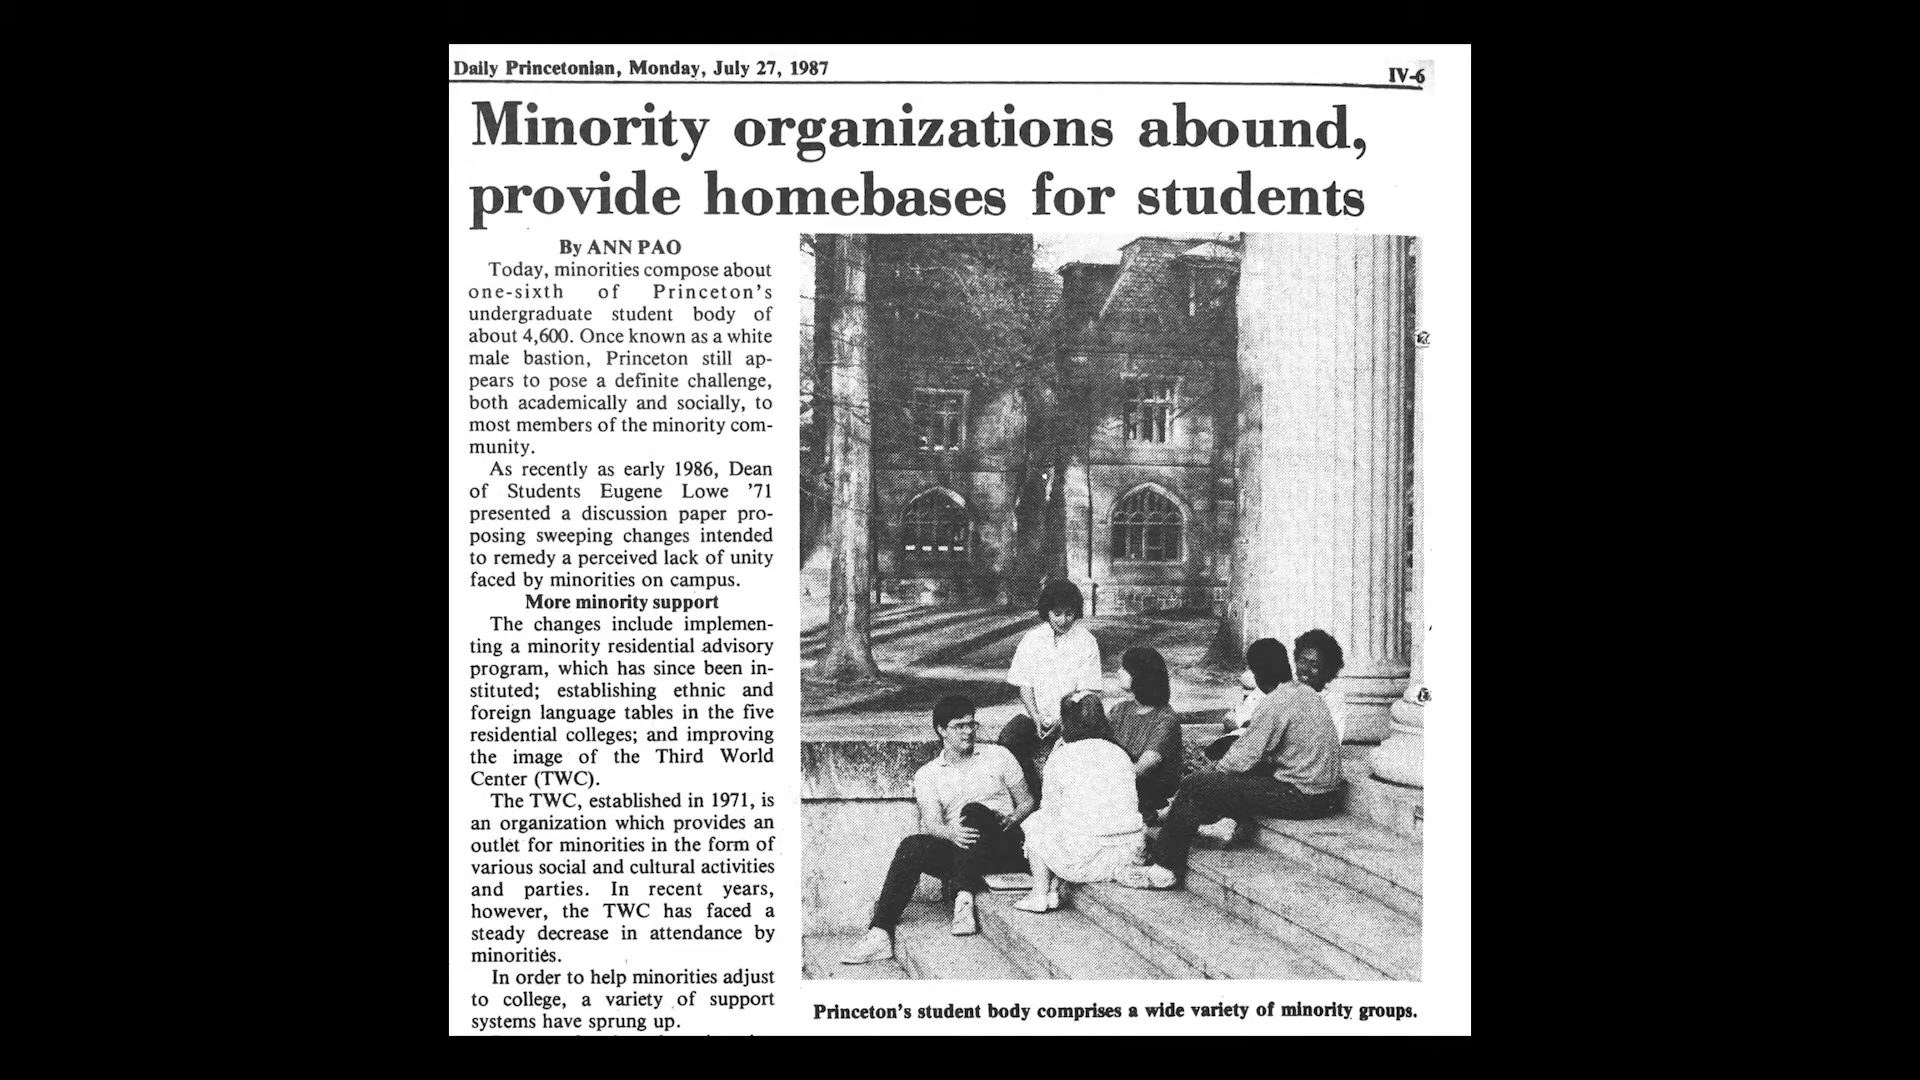 Daily Princetonian, Monday, July 27, 1987
IV-6
Minority organizations abound,
provide homebases for students
By ANN PAO
Today, minorities compose about
one-sixth of Princeton's
undergraduate student body of
about 4,600. Once known as a white
male bastion, Princeton still ap-
pears to pose a definite challenge,
both academically and socially, to
most members of the minority com-
munity.
As recently as early 1986, Dean
of Students Eugene Lowe '71
presented a discussion paper pro-
posing sweeping changes intended
to remedy a perceived lack of unity
faced by minorities on campus.
More minority support
The changes include implemen-
ting a minority residential advisory
program, which has since been in-
stituted; establishing ethnic and
foreign language tables in the five
residential colleges; and improving
the image of the Third World
Center (TWC).
The TWC, established in 1971, is
an organization which provides an
outlet for minorities in the form of
various social and cultural activities
and parties. In recent years,
however, the TWC has faced a
steady decrease in attendance by
minorities.
In order to help minorities adjust
to college, a variety of support
systems have sprung up.
Princeton's student body comprises a wide variety of minority groups.